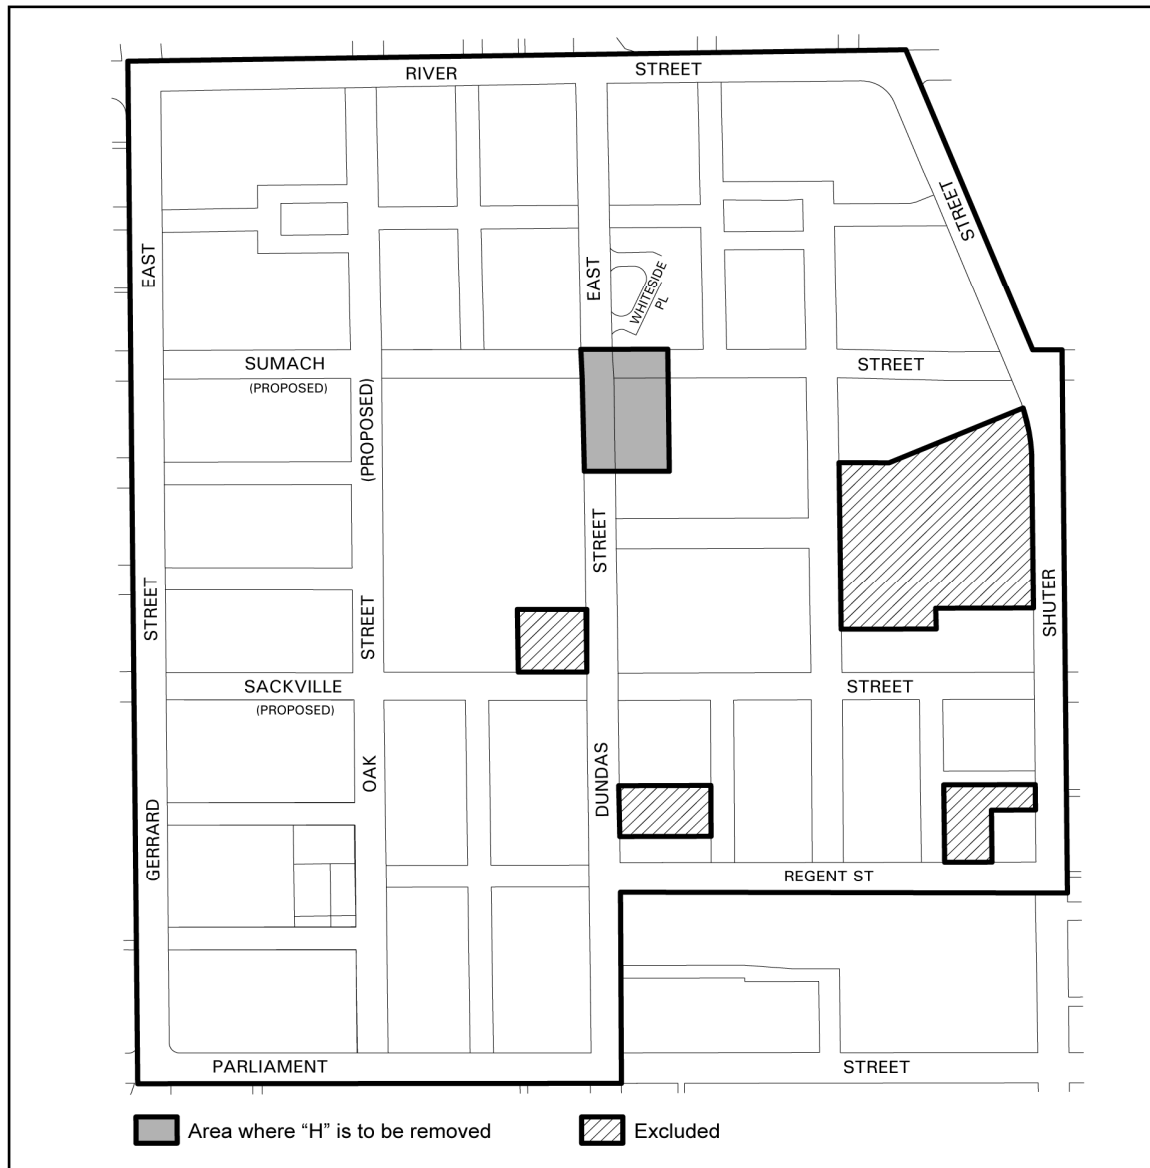 RIVER STREET
STREET
EAST
EAST
WHITESIDE
PL
SUMACH STREET
(PROPOSED)
(PROPOSED)
STREET
STREET
STREET
SHUTER
SACKVILLE STREET
(PROPOSED)
OAK
DUNDAS
GERRARD
REGENT ST
PARLIAMENT STREET
Area where “H” is to be removed
Excluded